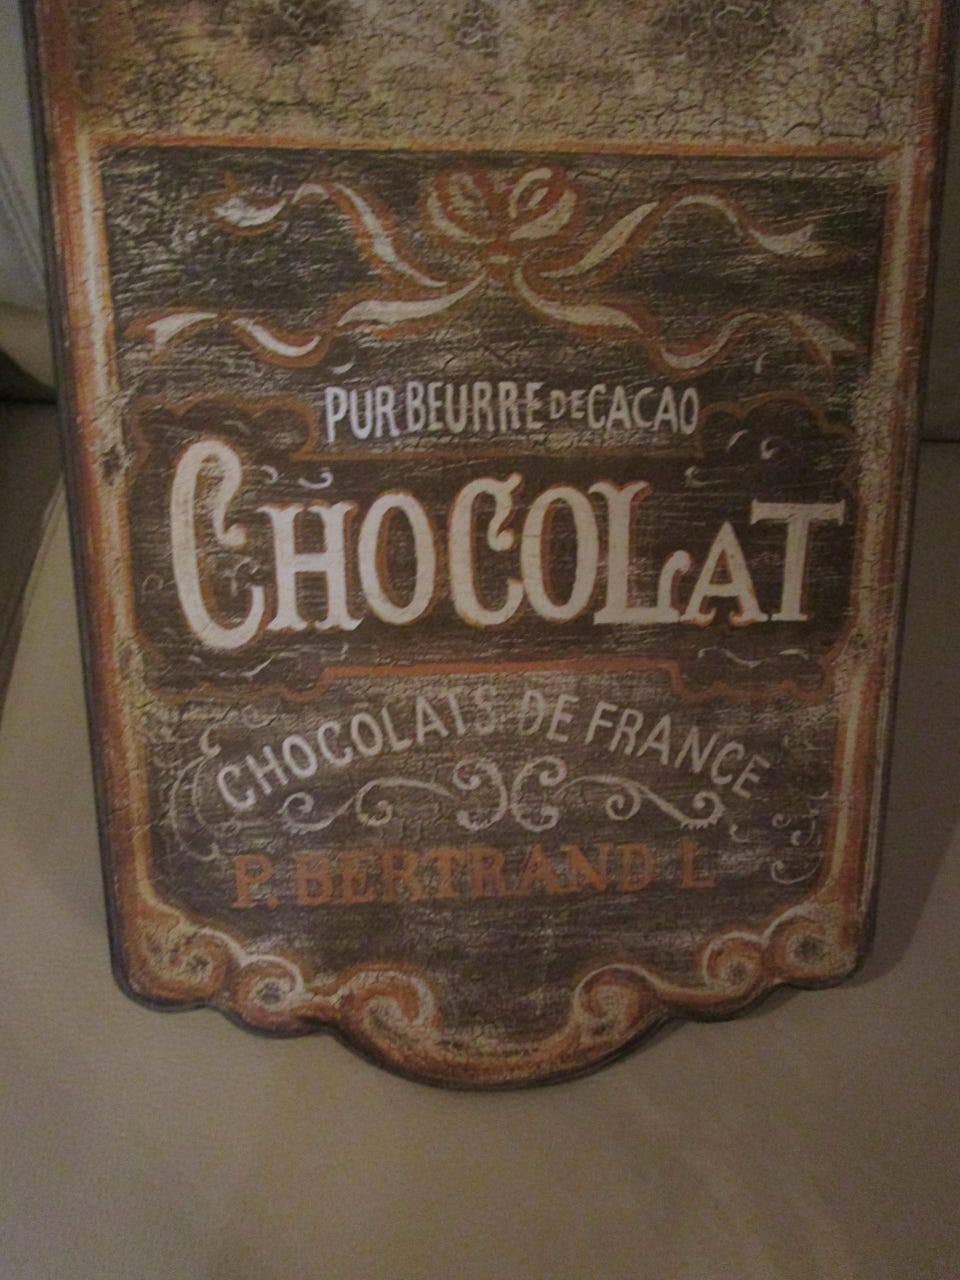 PUR BEURRE DE CACAO
CHOCOLAT
CHOCOLATS DE FRANCE
P. BERTRAND L